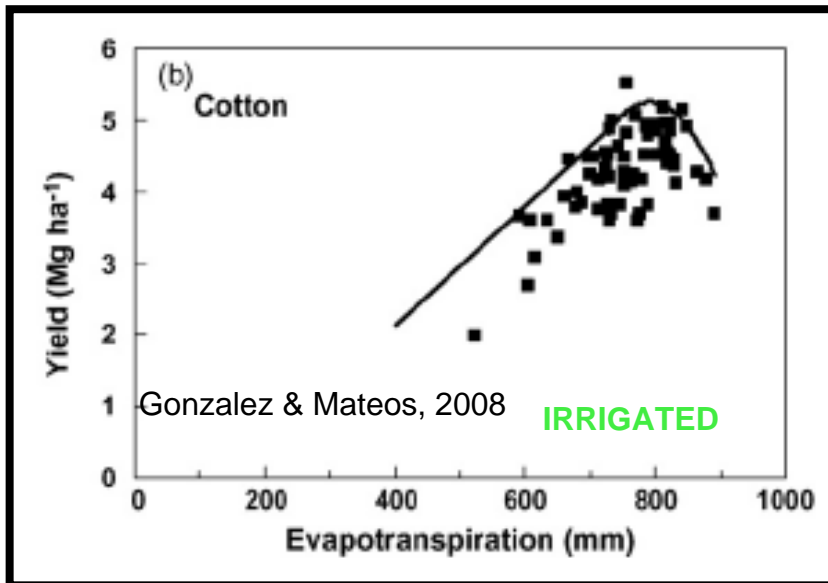 (b)
Cotton
6
5
4
3
2
1
0
Yield (Mg ha⁻¹)
Gonzalez & Mateos, 2008
IRRIGATED
0 200 400 600 800 1000
Evapotranspiration (mm)